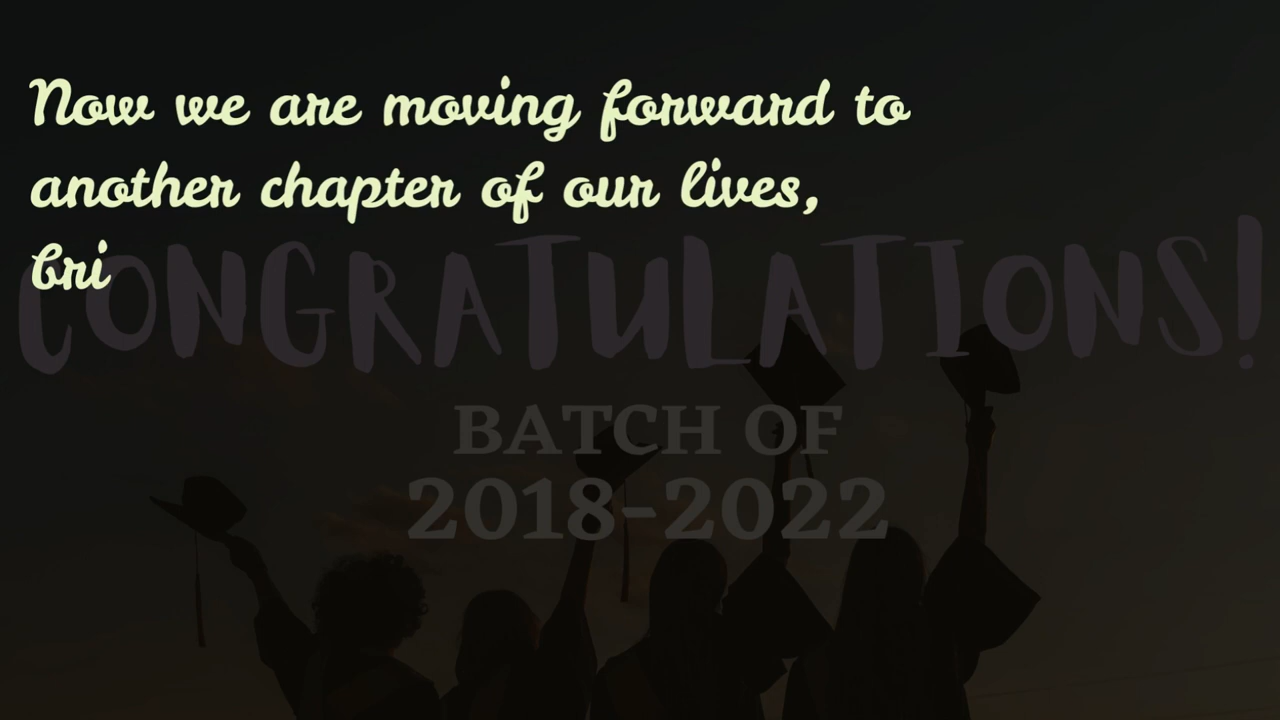 Now we are moving forward to
another chapter of our lives,
bri
CONGRATULATIONS!
BATCH OF
2018-2022